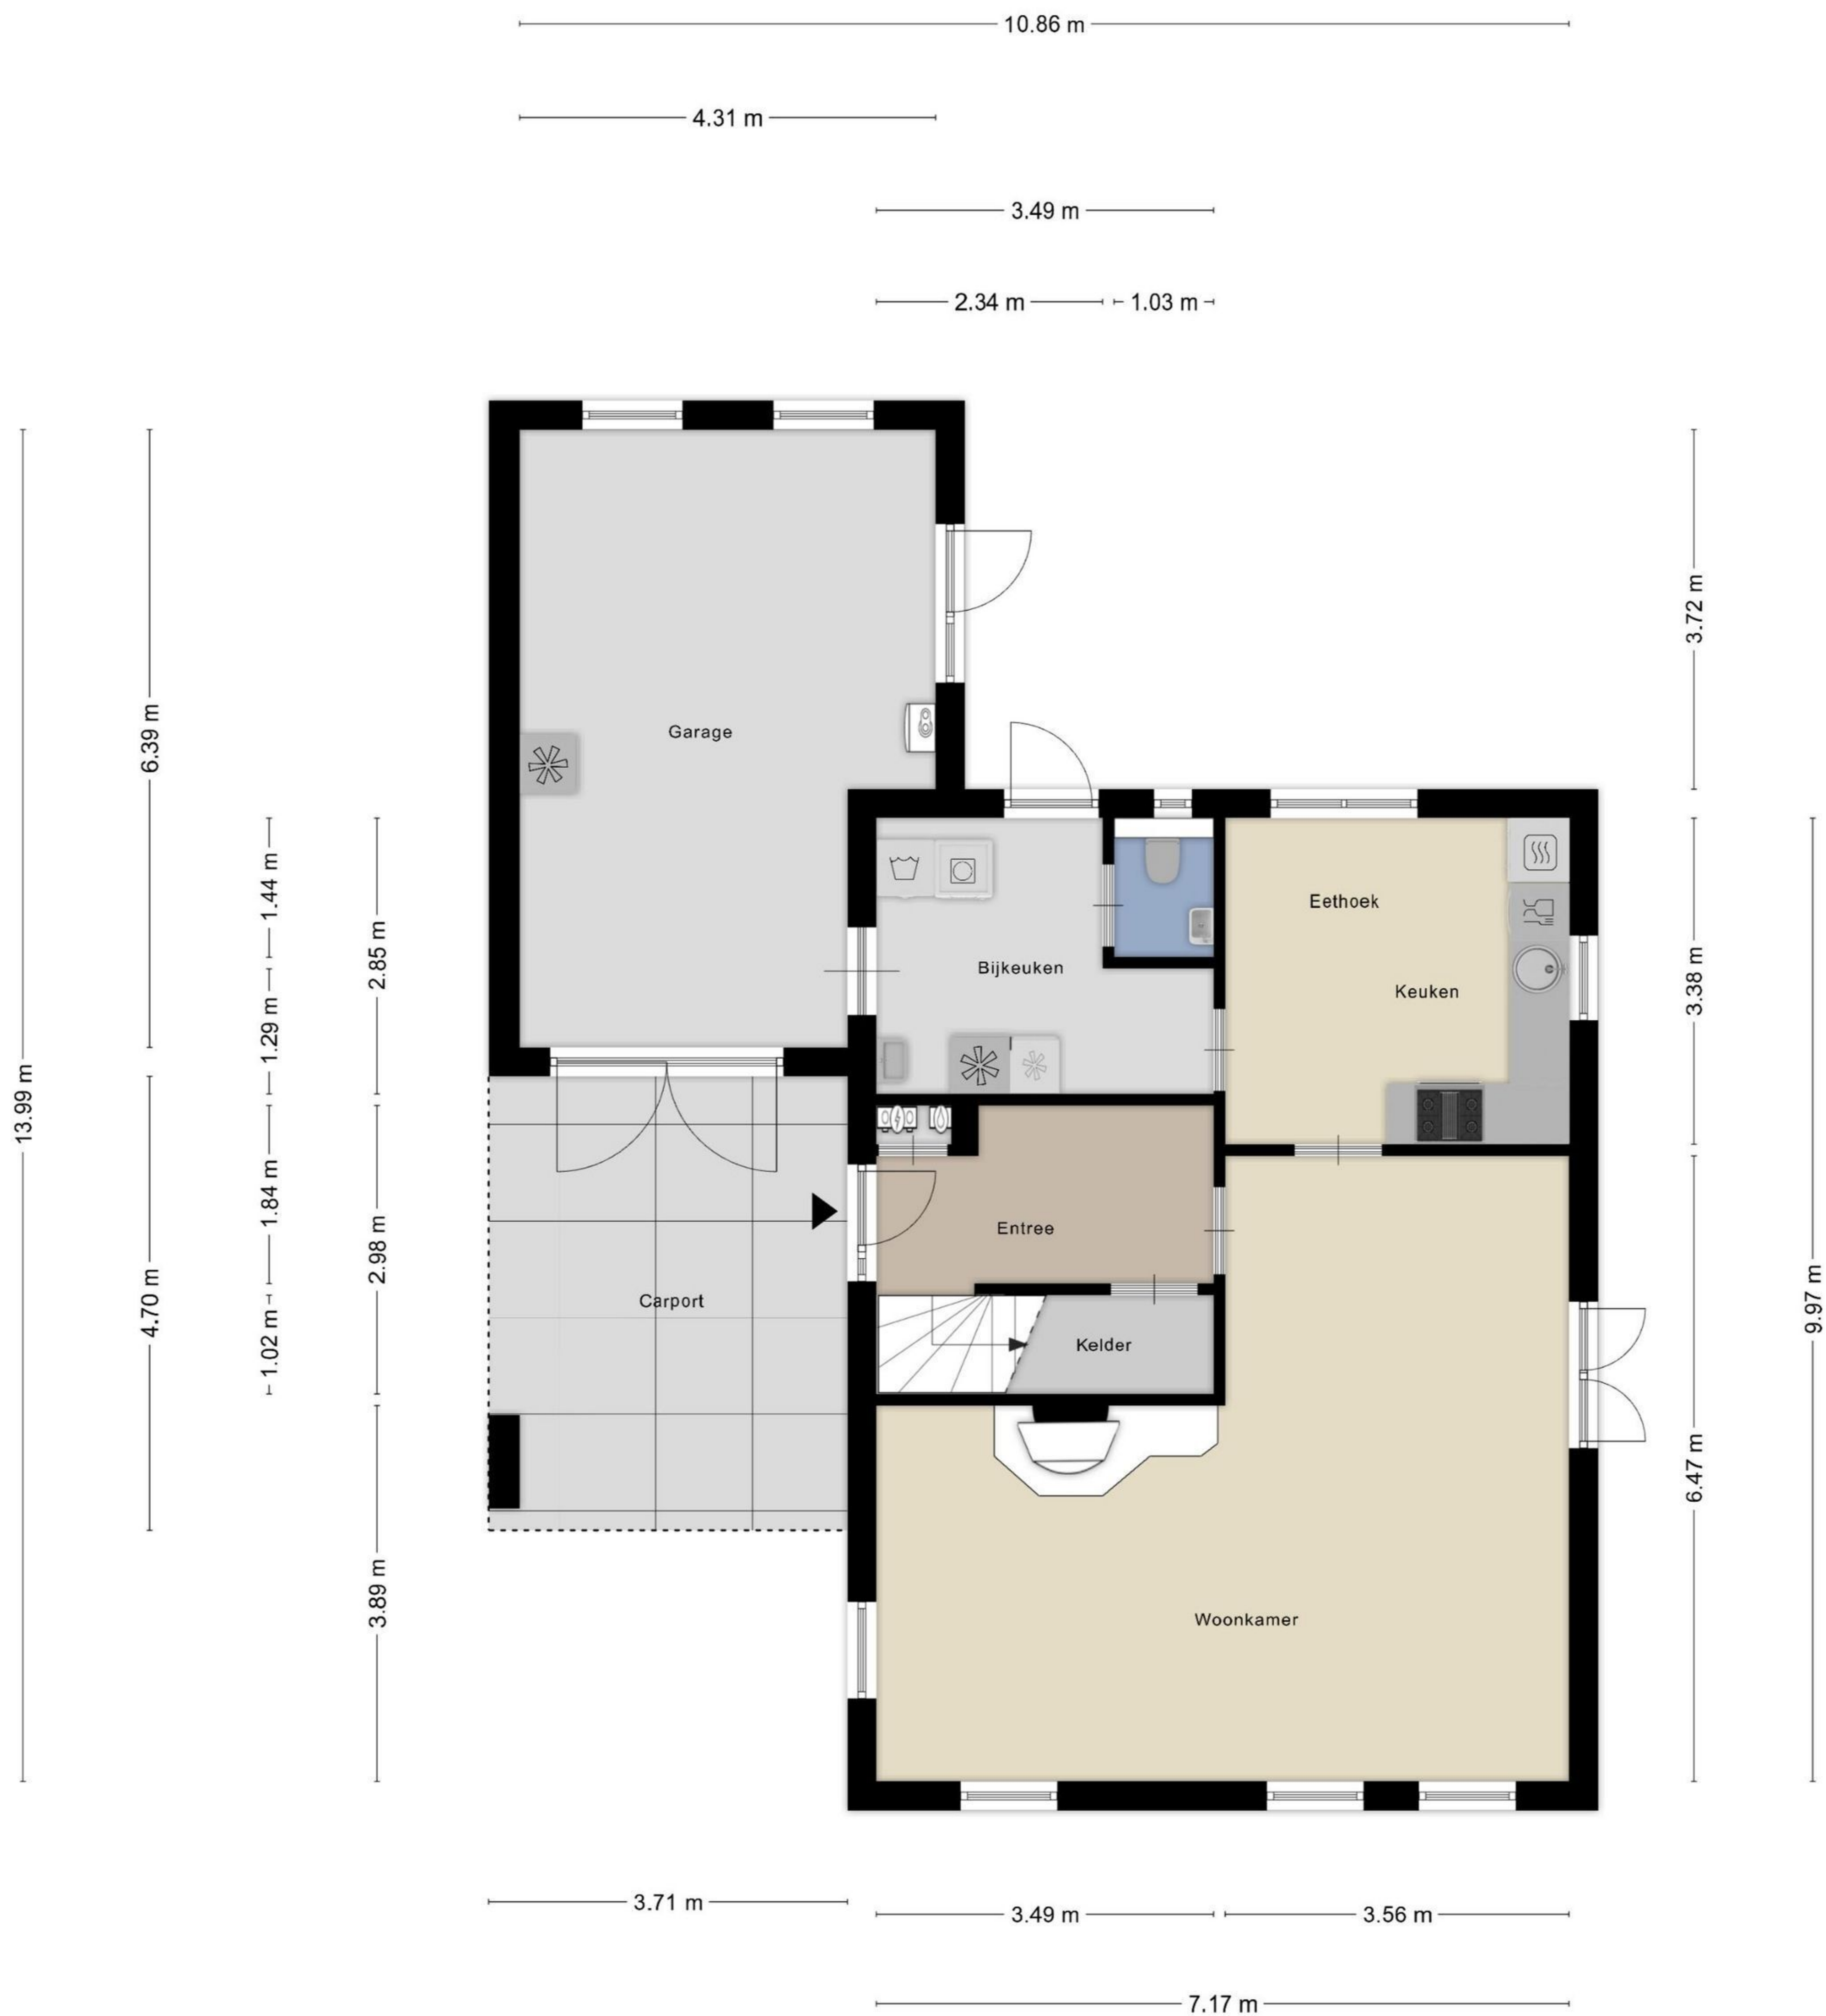 10.86 m
4.31 m
3.49 m
2.34 m
1.03 m
3.72 m
6.39 m
Garage
1.44 m
2.85 m
Eethoek
3.38 m
Bijkeuken
Keuken
1.29 m
13.99 m
1.84 m
2.98 m
Entree
4.70 m
Carport
9.97 m
1.02 m
Kelder
6.47 m
3.89 m
Woonkamer
3.71 m
3.49 m
3.56 m
7.17 m